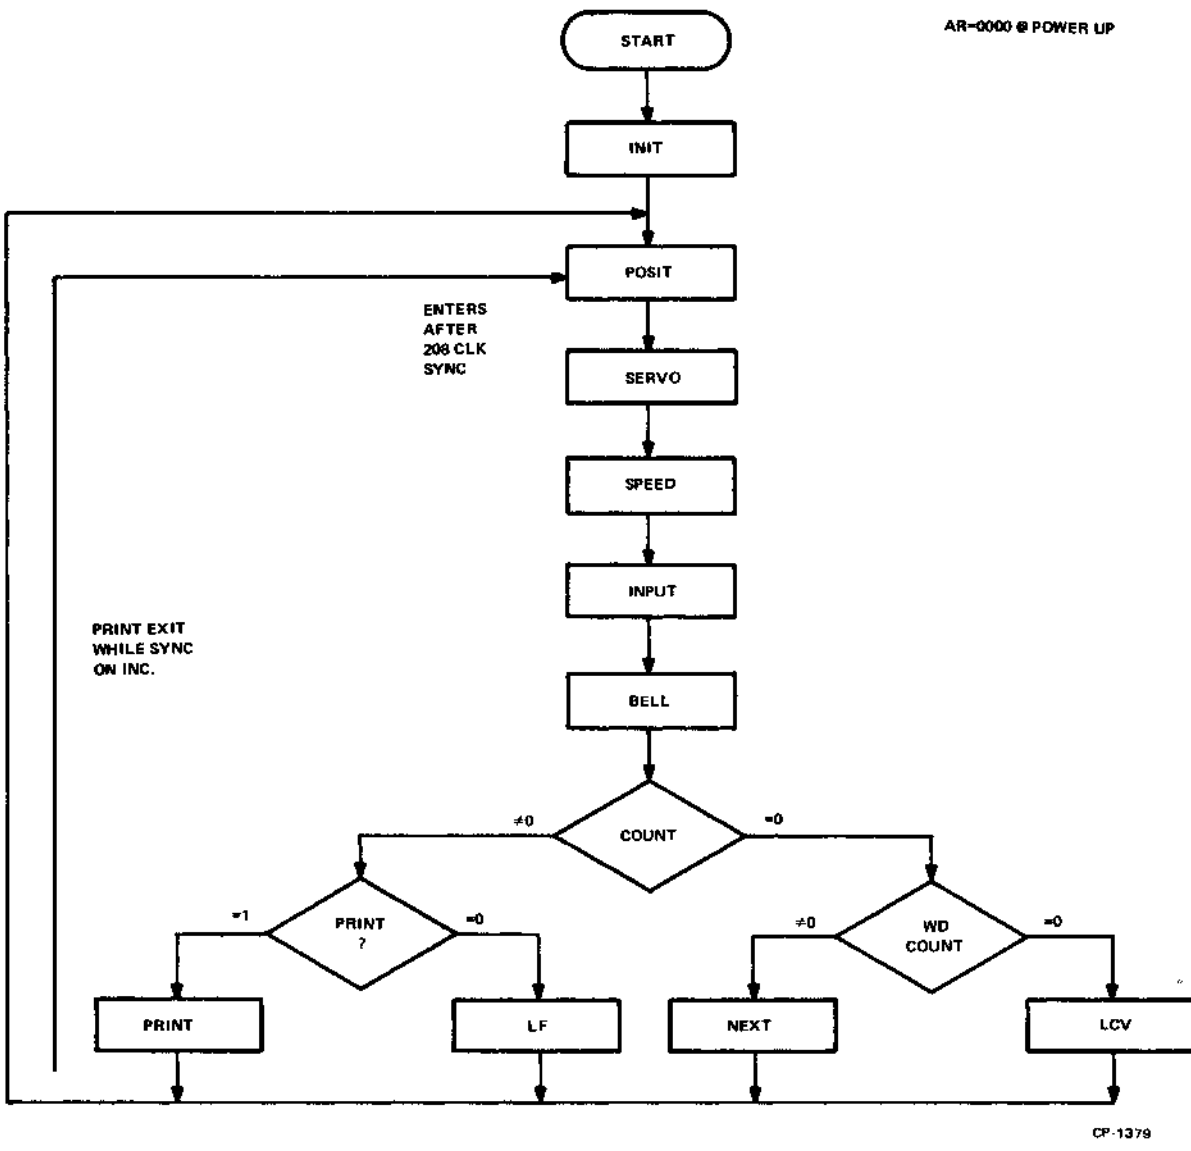 START
AR=0000 @ POWER UP
INIT
POSIT
ENTERS
AFTER
208 CLK
SYNC
SERVO
SPEED
INPUT
PRINT EXIT
WHILE SYNC
ON INC.
BELL
≠0
COUNT
=0
=1
PRINT
?
=0
≠0
WD
COUNT
=0
PRINT
LF
NEXT
LCV
CP-1379